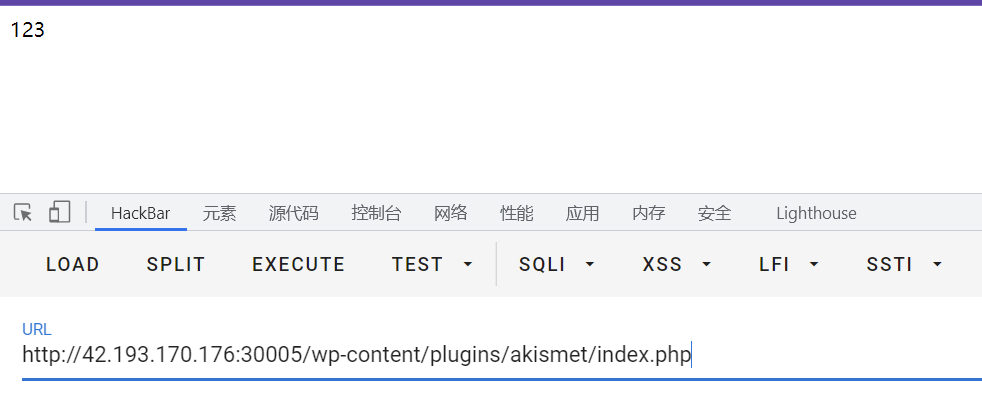 123
HackBar 元素 源代码 控制台 网络 性能 应用 内存 安全 Lighthouse
LOAD SPLIT EXECUTE TEST SQLI XSS LFI SSTI
URL
http://42.193.170.176:30005/wp-content/plugins/akismet/index.php